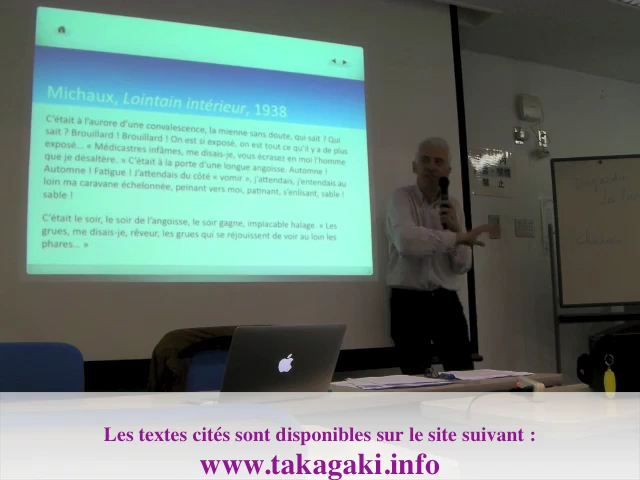 Michaux, Lointain intérieur, 1938
C'était à l'aurore d'une convalescence, la mienne sans doute, qui sait ? Qui
sait ? Brouillard ! Brouillard ! On est si exposé, on est tout ce qu'il y a de plus
exposé... « Médicastres infâmes, me disais-je, vous écrasez en moi l'homme
que je désaltère. » C'était à la porte d'une longue angoisse. Automne !
Automne ! Fatigue ! J'attendais du côté « vomir », j'attendais, j'entendais au
loin ma caravane échelonnée, peinant vers moi, patinant, s'enlisant, sable !
sable !
C'était le soir, le soir de l'angoisse, le soir gagne, implacable halage. « Les
grues, me disais-je, rêveur, les grues qui se réjouissent de voir au loin les
phares... »
Les textes cités sont disponibles sur le site suivant :
www.takagaki.info